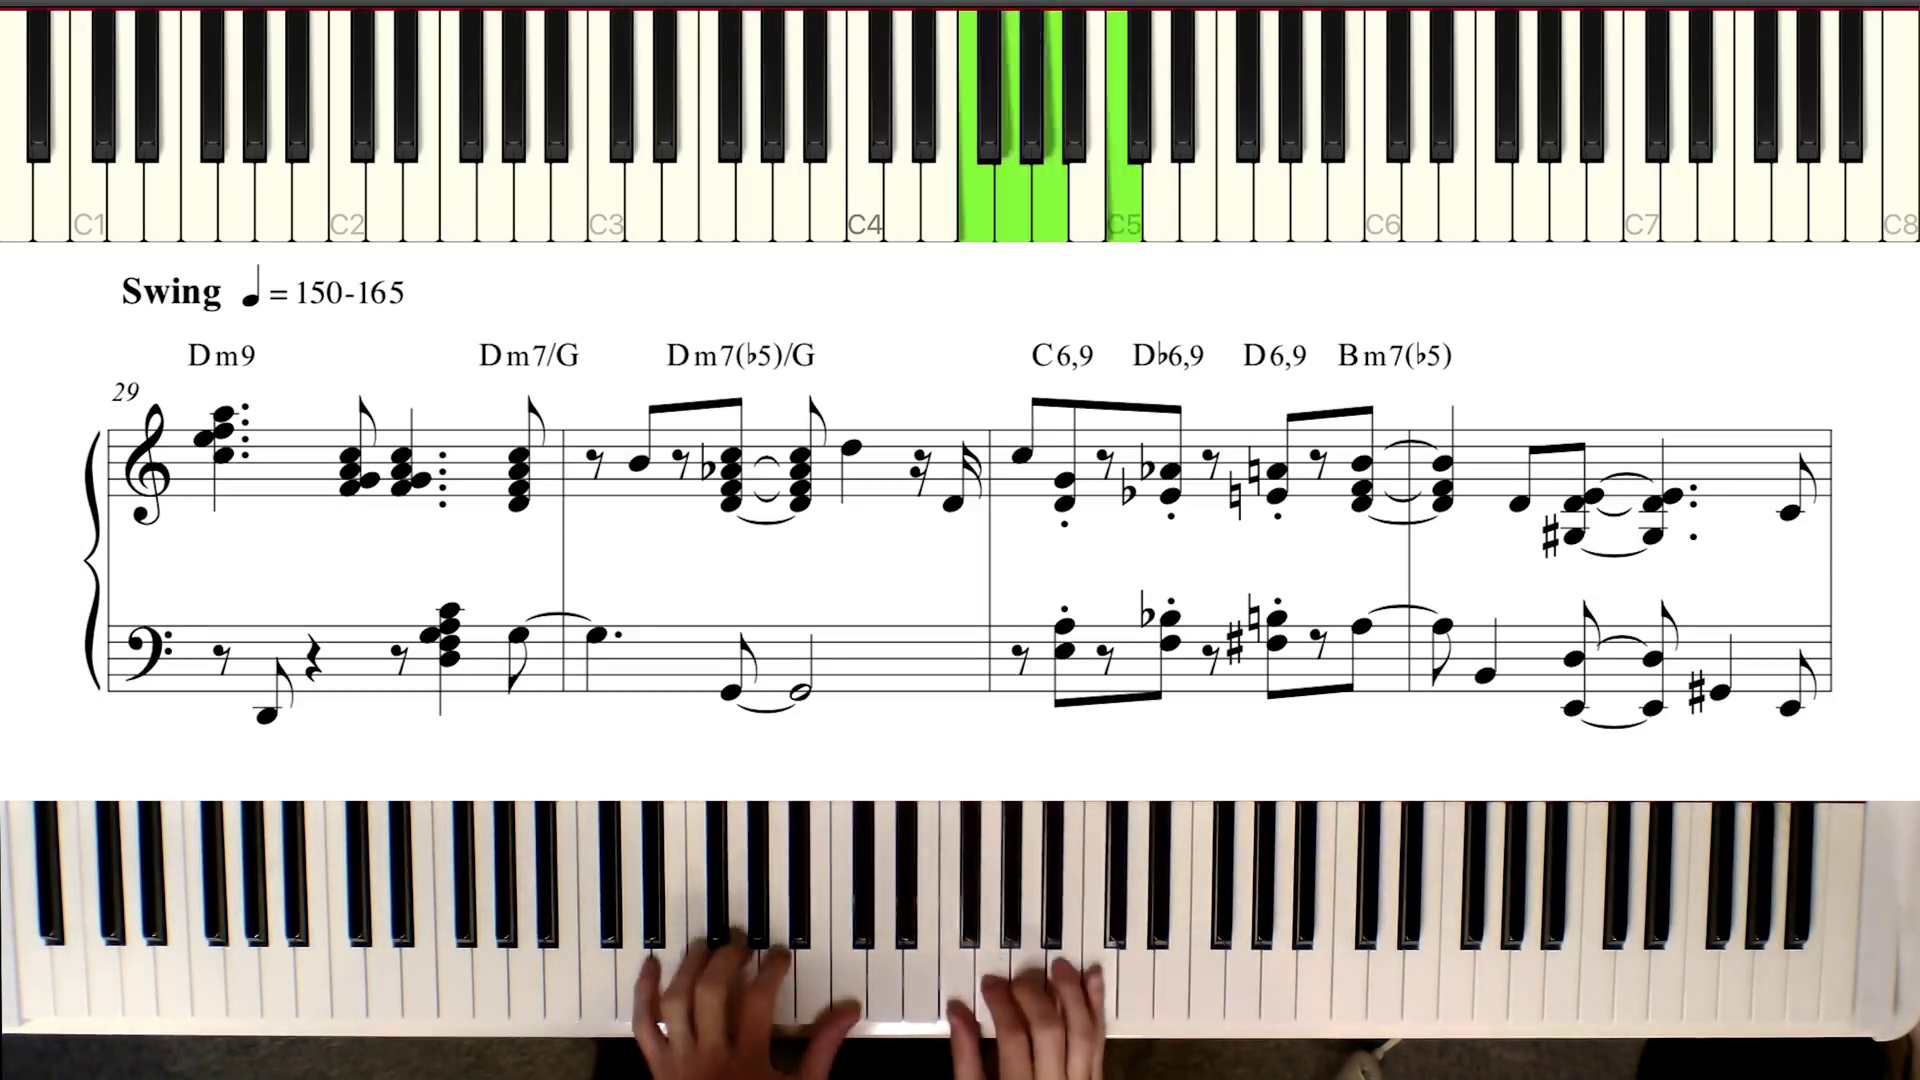 C1 C2 C3 C4 C5 C6 C7 C8
Swing ♩ = 150-165
Dm9 Dm7/G Dm7(♭5)/G C6,9 D♭6,9 D6,9 Bm7(♭5)
29